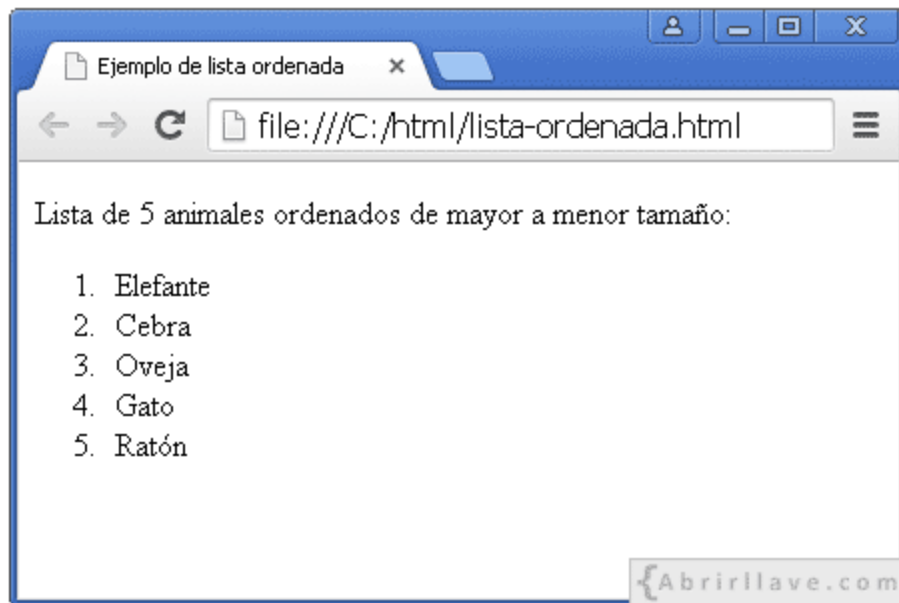 Ejemplo de lista ordenada
file:///C:/html/lista-ordenada.html
Lista de 5 animales ordenados de mayor a menor tamaño:
1. Elefante
2. Cebra
3. Oveja
4. Gato
5. Ratón
{Abrirllave.com